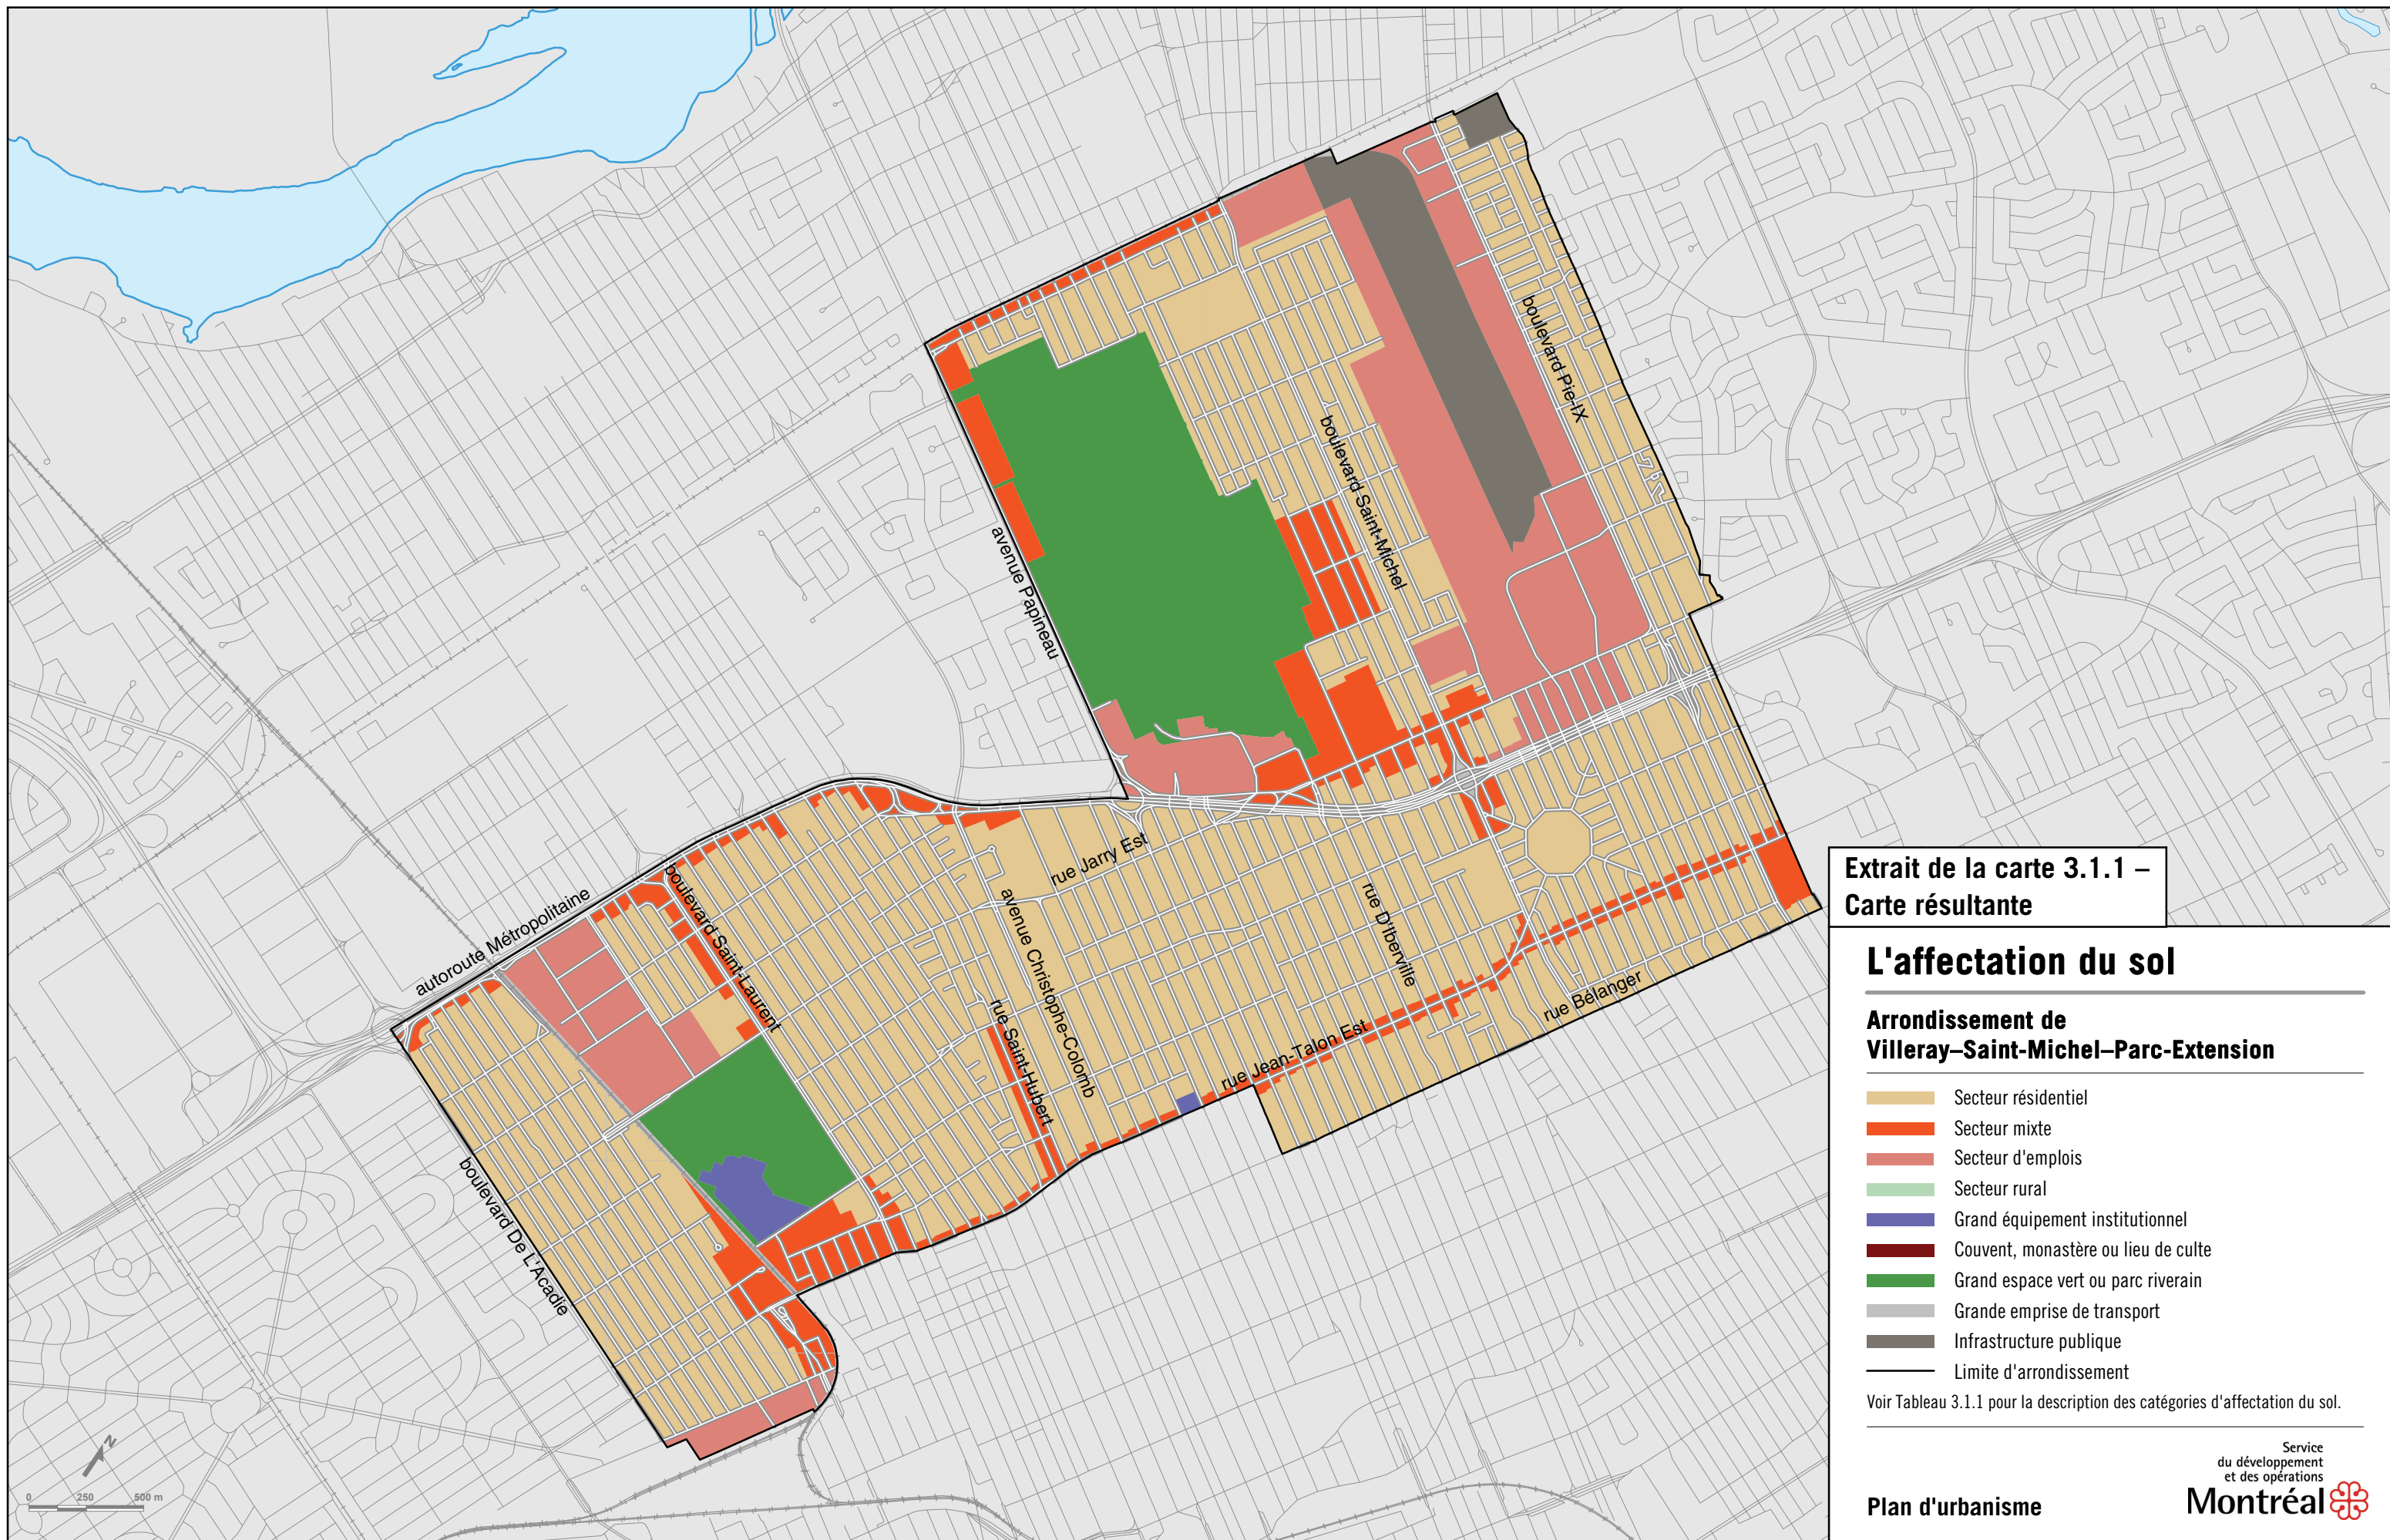 boulevard Pie-IX
boulevard Saint-Michel
avenue Papineau
rue Jarry Est
autoroute Métropolitaine
boulevard Saint-Laurent
avenue Christophe-Colomb
rue D'Iberville
rue Saint-Hubert
rue Jean-Talon Est
rue Bélanger
boulevard De L'Acadie
N
0 250 500 m
Extrait de la carte 3.1.1 –
Carte résultante
L'affectation du sol
Arrondissement de
Villeray–Saint-Michel–Parc-Extension
Secteur résidentiel
Secteur mixte
Secteur d'emplois
Secteur rural
Grand équipement institutionnel
Couvent, monastère ou lieu de culte
Grand espace vert ou parc riverain
Grande emprise de transport
Infrastructure publique
Limite d'arrondissement
Voir Tableau 3.1.1 pour la description des catégories d'affectation du sol.
Service
du développement
et des opérations
Plan d'urbanisme
Montréal